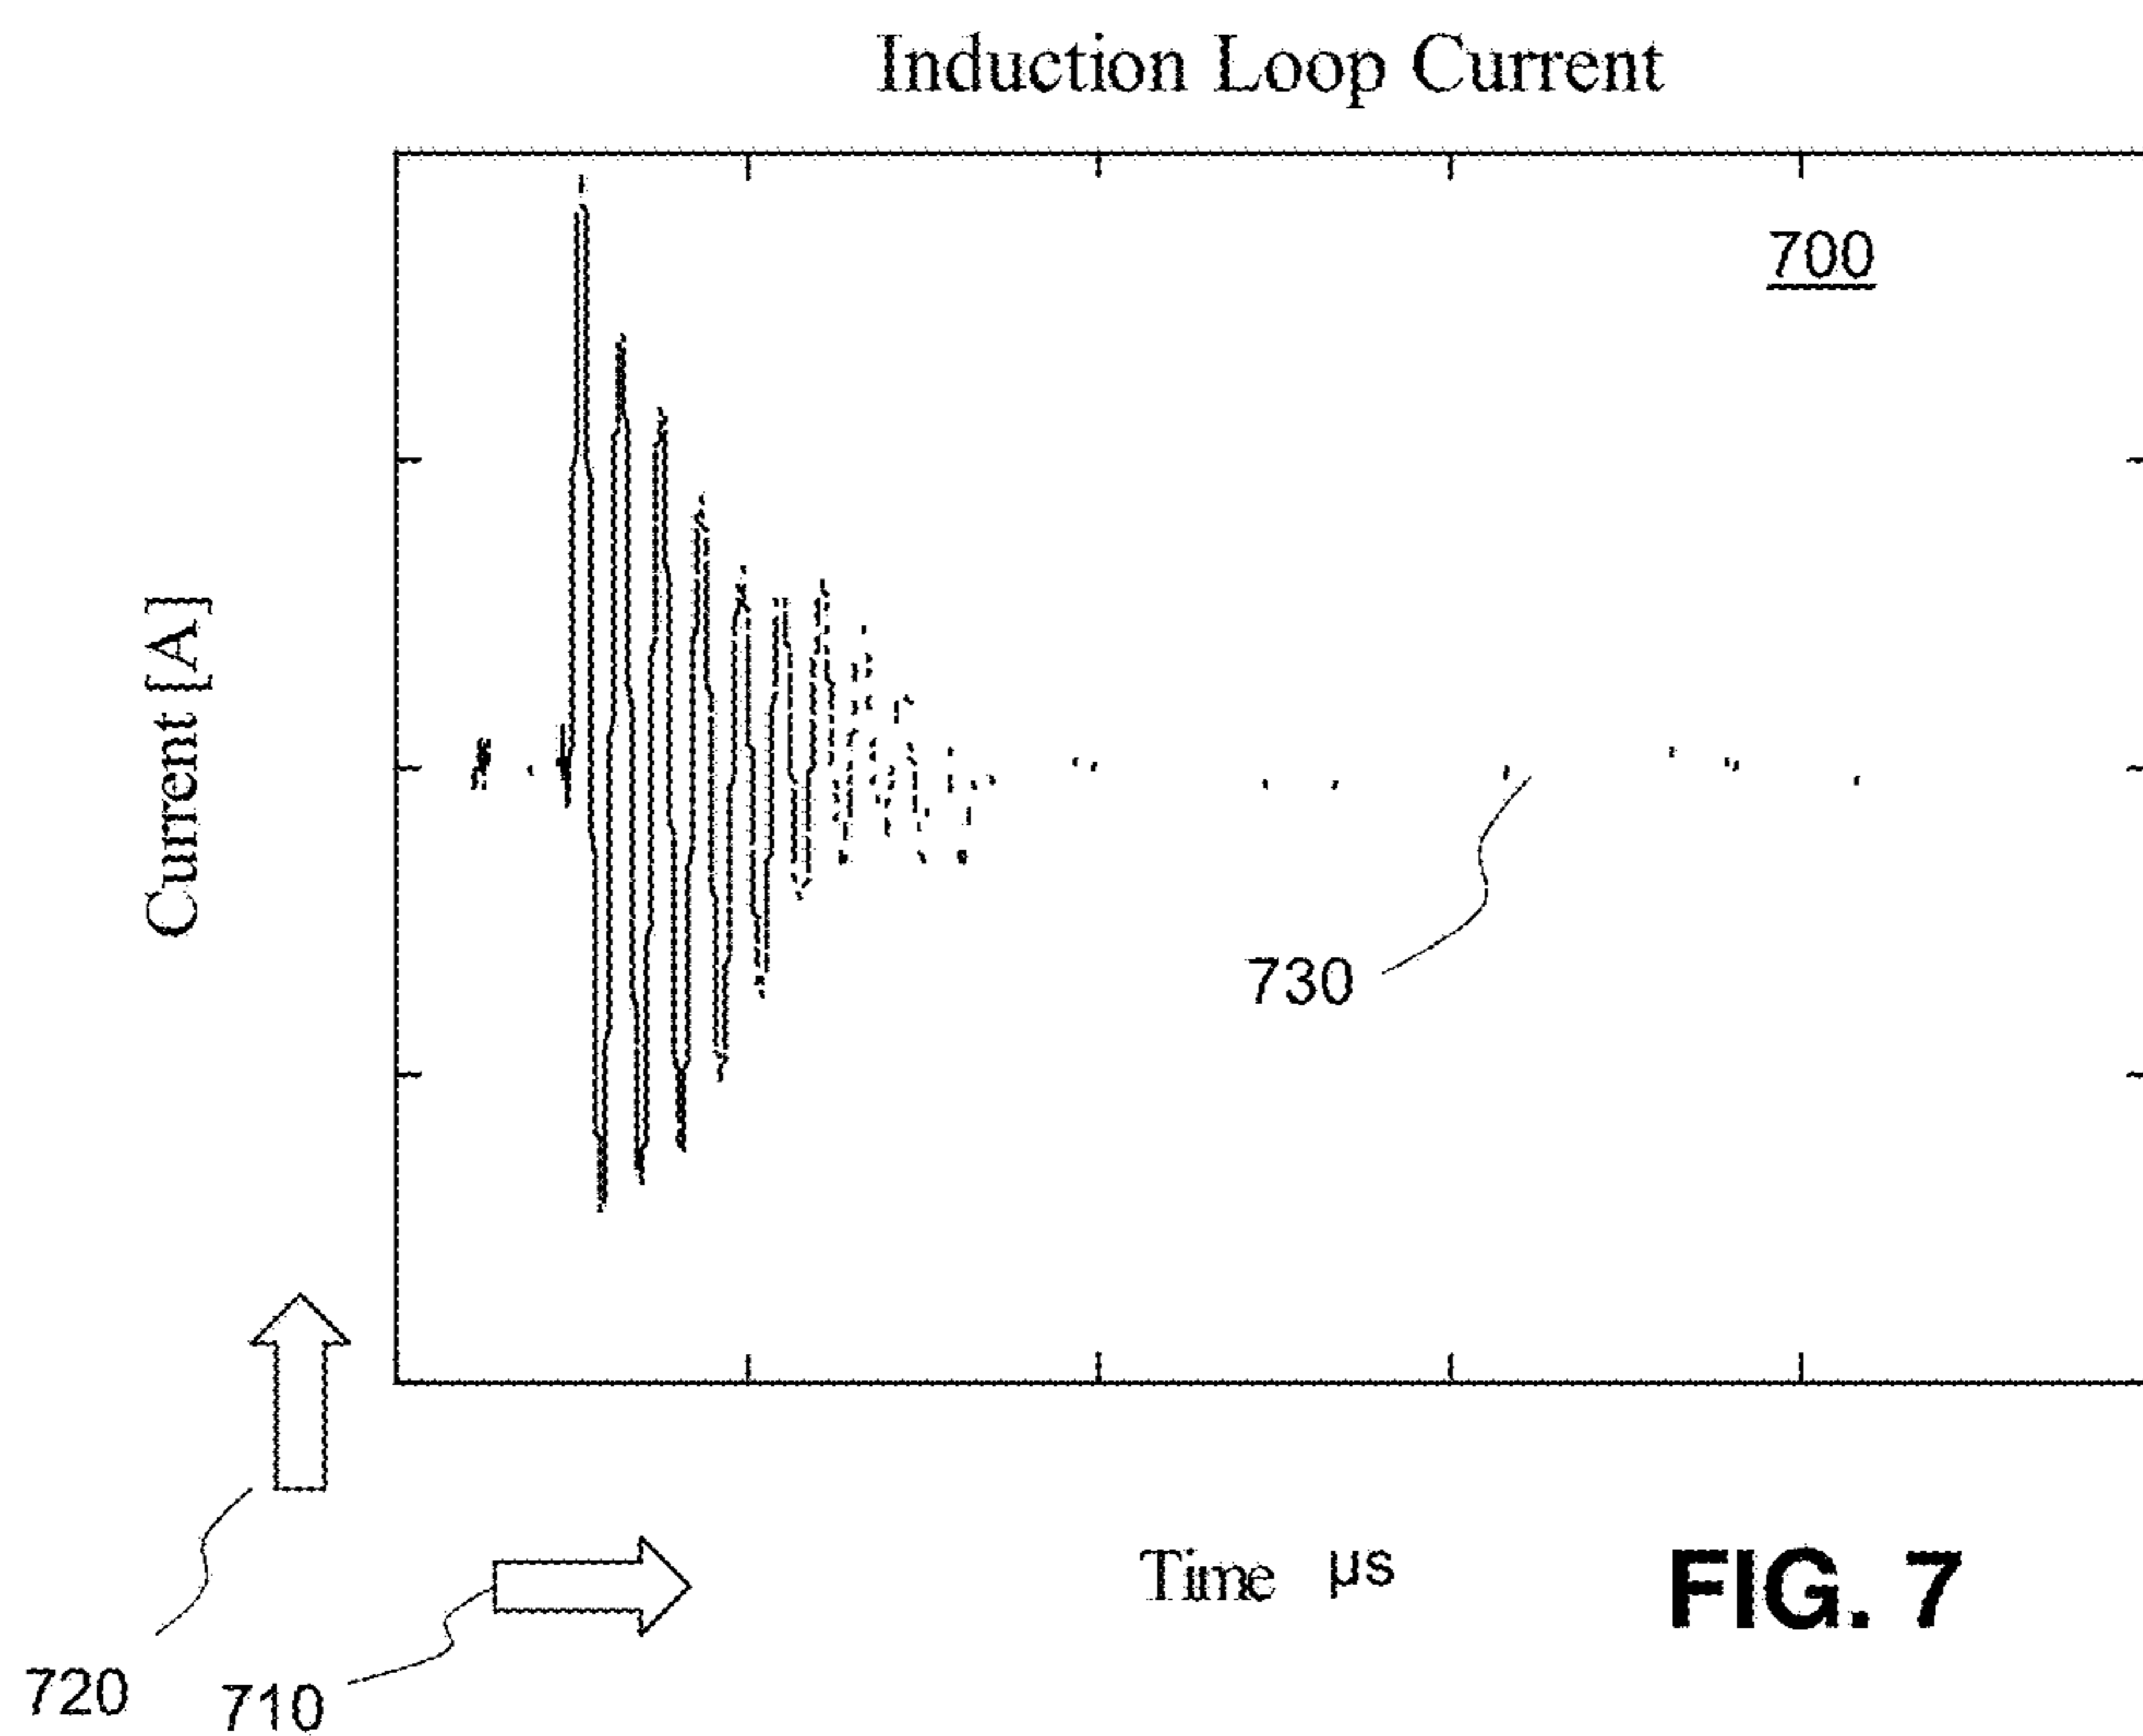 Induction Loop Current
700
Current [A]
730
Time µs
FIG. 7
720
710